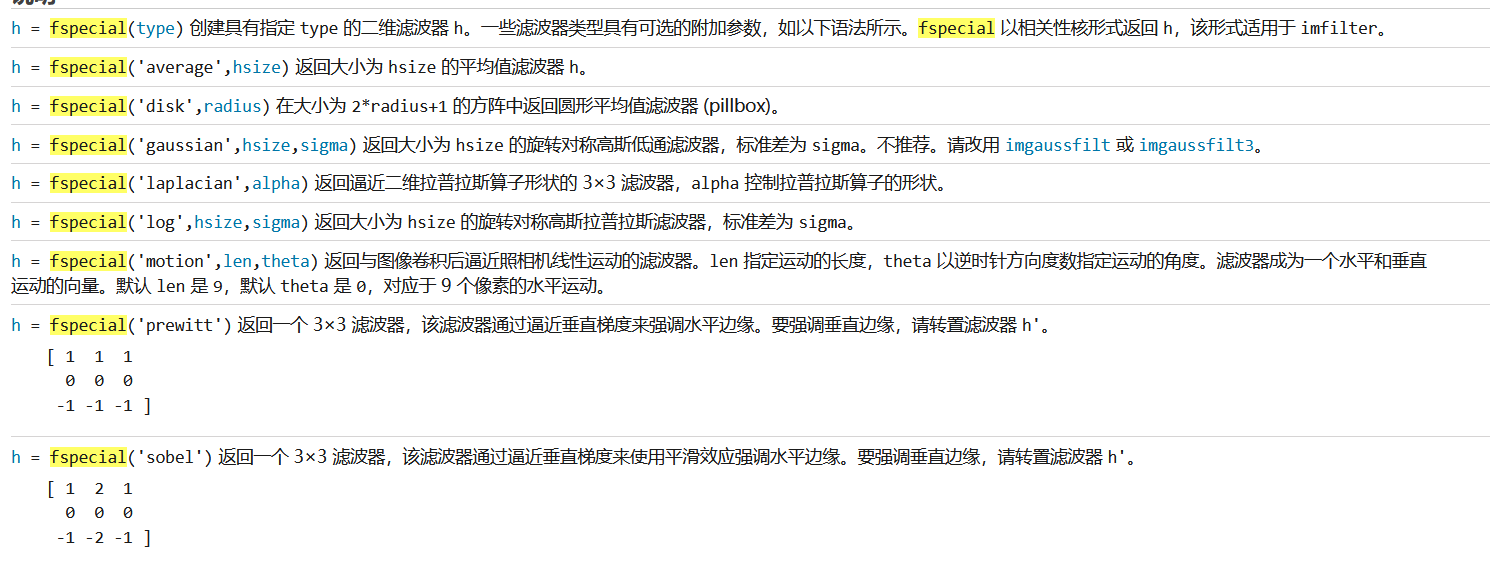 说明
h = fspecial(type) 创建具有指定 type 的二维滤波器 h。一些滤波器类型具有可选的附加参数，如以下语法所示。fspecial 以相关性核形式返回 h，该形式适用于 imfilter。
h = fspecial('average',hsize) 返回大小为 hsize 的平均值滤波器 h。
h = fspecial('disk',radius) 在大小为 2*radius+1 的方阵中返回圆形平均值滤波器 (pillbox)。
h = fspecial('gaussian',hsize,sigma) 返回大小为 hsize 的旋转对称高斯低通滤波器，标准差为 sigma。不推荐。请改用 imgaussfilt 或 imgaussfilt3。
h = fspecial('laplacian',alpha) 返回逼近二维拉普拉斯算子形状的 3×3 滤波器，alpha 控制拉普拉斯算子的形状。
h = fspecial('log',hsize,sigma) 返回大小为 hsize 的旋转对称高斯拉普拉斯滤波器，标准差为 sigma。
h = fspecial('motion',len,theta) 返回与图像卷积后逼近照相机线性运动的滤波器。len 指定运动的长度，theta 以逆时针方向度数指定运动的角度。滤波器成为一个水平和垂直
运动的向量。默认 len 是 9，默认 theta 是 0，对应于 9 个像素的水平运动。
h = fspecial('prewitt') 返回一个 3×3 滤波器，该滤波器通过逼近垂直梯度来强调水平边缘。要强调垂直边缘，请转置滤波器 h'。
[ 1 1 1
0 0 0
-1 -1 -1 ]
h = fspecial('sobel') 返回一个 3×3 滤波器，该滤波器通过逼近垂直梯度来使用平滑效应强调水平边缘。要强调垂直边缘，请转置滤波器 h'。
[ 1 2 1
0 0 0
-1 -2 -1 ]